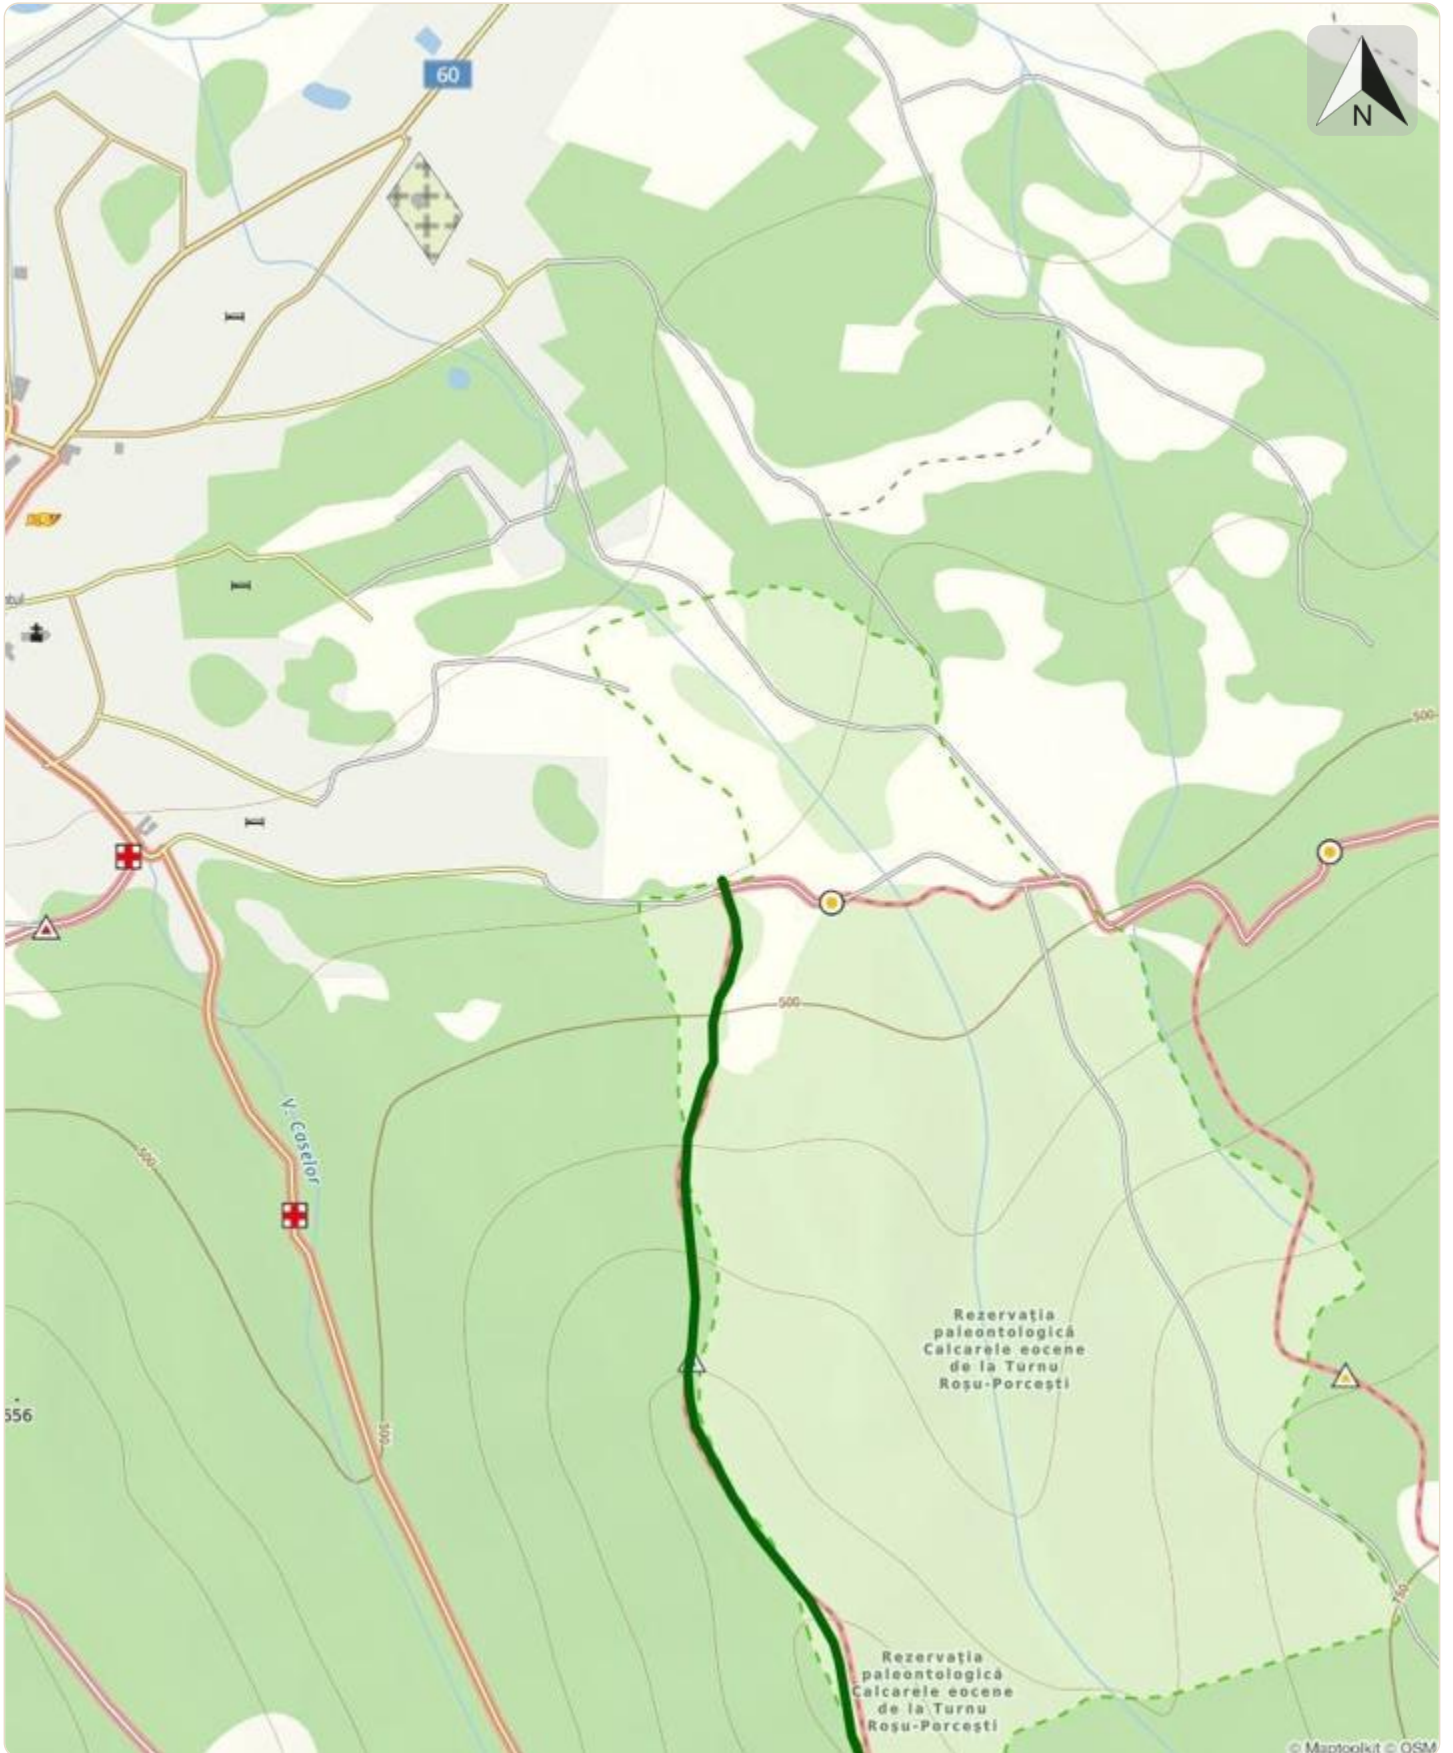 60
N
500
500
V. Caselor
500
Rezervația
paleontologică
Calcarele eocene
de la Turnu
Roșu-Porcești
500
750
Rezervația
paleontologică
Calcarele eocene
de la Turnu
Roșu-Porcești
© Maptoolkit © OSM